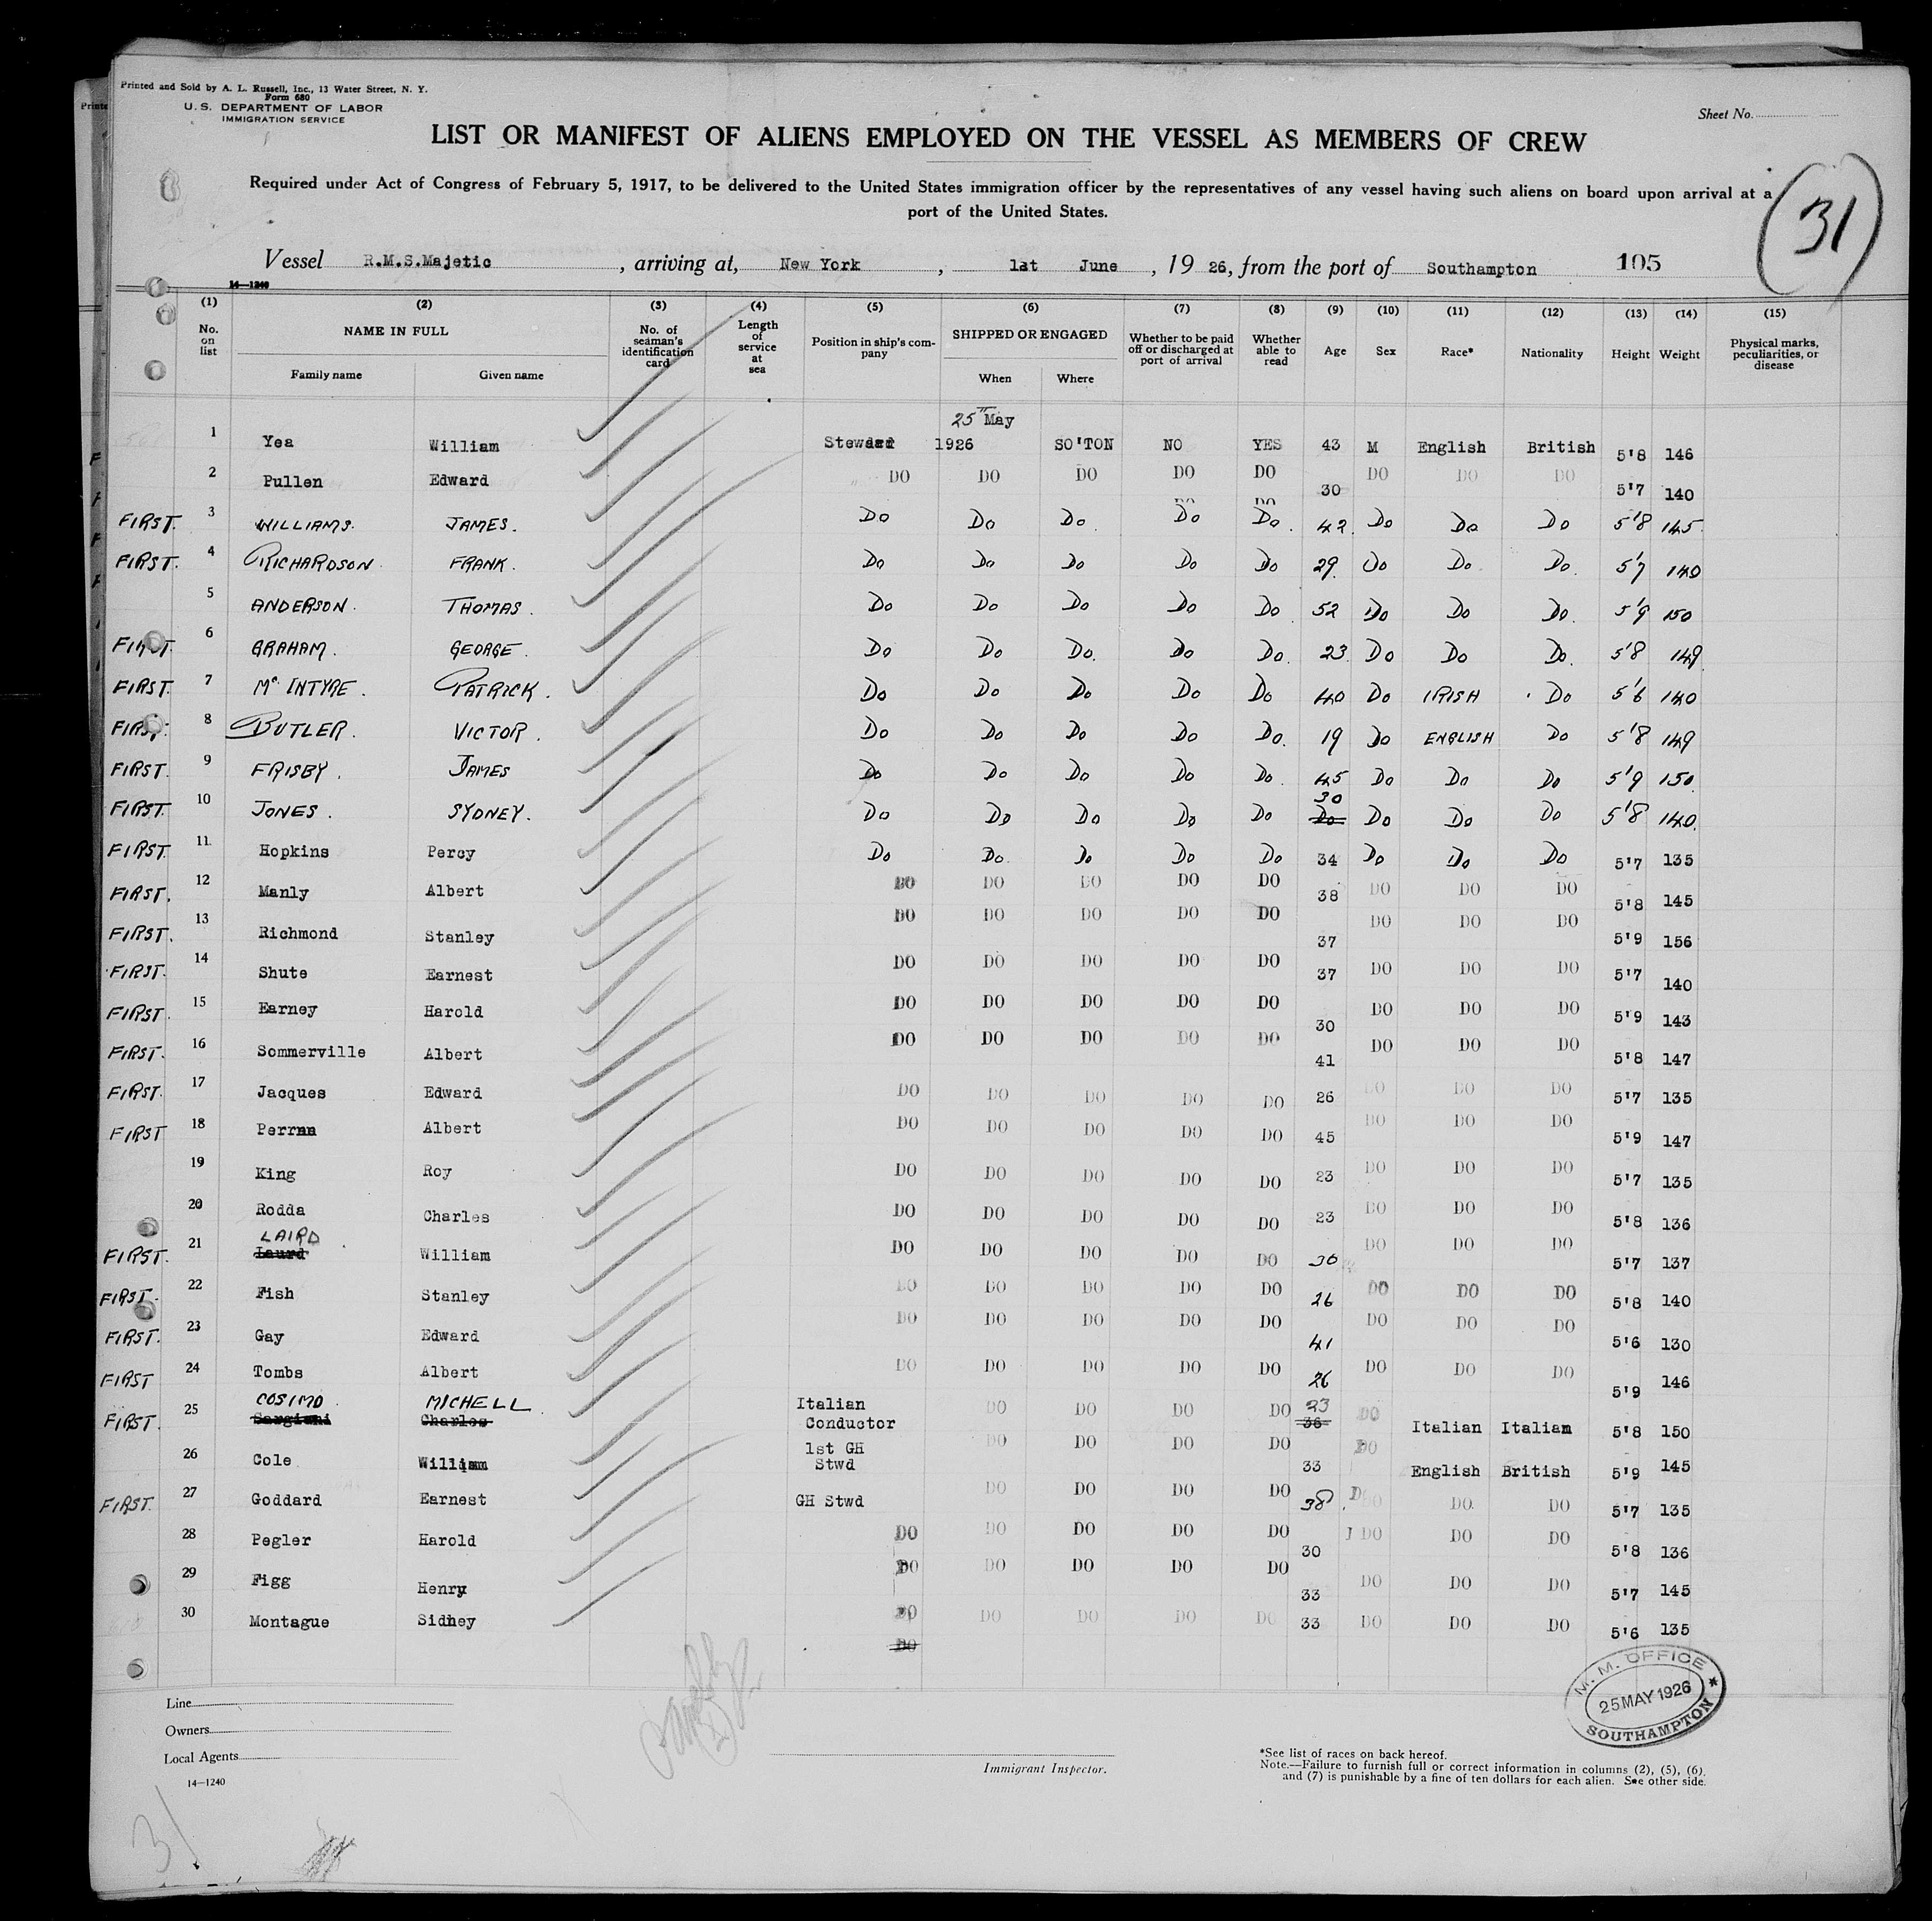 Printed and Sold by A. L. Russell, Inc., 13 Water Street, N. Y.
Form 680
U. S. DEPARTMENT OF LABOR
IMMIGRATION SERVICE
Sheet No.
LIST OR MANIFEST OF ALIENS EMPLOYED ON THE VESSEL AS MEMBERS OF CREW
Required under Act of Congress of February 5, 1917, to be delivered to the United States immigration officer by the representatives of any vessel having such aliens on board upon arrival at a
port of the United States.
(31)
Vessel R.M.S.Majetic, arriving at, New York, 1st June, 19 26, from the port of Southampton 105
14—1240
(1) (2) (3) (4) (5) (6) (7) (8) (9) (10) (11) (12) (13) (14) (15)
No. on list NAME IN FULL Family name Given name No. of seaman's identification card Length of service at sea Position in ship's company SHIPPED OR ENGAGED When Where Whether to be paid off or discharged at port of arrival Whether able to read Age Sex Race* Nationality Height Weight Physical marks, peculiarities, or disease
25th May
1 Yea William Steward 1926 SO'TON NO YES 43 M English British 5'8 146
2 Pullen Edward DO DO DO DO DO 30 DO DO DO 5'7 140
FIRST. 3 WILLIAMS. JAMES. Do Do Do. Do Do. 42. Do Do Do 5'8 145
FIRST. 4 RICHARDSON FRANK. Do Do Do Do Do 29. Do Do. Do. 5'7 140
5 ANDERSON. THOMAS. Do Do Do Do Do 52 Do Do Do. 5'9 150
FIRST. 6 GRAHAM. GEORGE. Do Do Do. Do Do. 23 Do Do Do. 5'8 149
FIRST. 7 Mc INTYRE. PATRICK. Do Do Do Do Do 40 Do IRISH Do 5'6 140
FIRST. 8 BUTLER. VICTOR. Do Do Do Do Do. 19 Do ENGLISH Do 5'8 149
FIRST. 9 FRISBY. JAMES Do Do Do Do Do. 45 Do Do Do 5'9 150
FIRST. 10 JONES. SYDNEY. Do Do Do Do Do 30 Do Do Do Do 5'8 140.
FIRST. 11 Hopkins Percy Do Do. Do Do Do 34 Do Do Do 5'7 135
FIRST. 12 Manly Albert DO DO DO DO DO 38 DO DO DO 5'8 145
FIRST. 13 Richmond Stanley DO DO DO DO DO 37 DO DO DO 5'9 156
FIRST. 14 Shute Earnest DO DO DO DO DO 37 DO DO DO 5'7 140
FIRST. 15 Earney Harold DO DO DO DO DO 30 DO DO DO 5'9 143
FIRST. 16 Sommerville Albert DO DO DO DO DO 41 DO DO DO 5'8 147
FIRST. 17 Jacques Edward DO DO DO DO DO 26 DO DO DO 5'7 135
FIRST 18 Albert DO DO DO DO DO 45 DO DO DO 5'9 147
19 King Roy DO DO DO DO DO 23 DO DO DO 5'7 135
20 Rodda Charles DO DO DO DO DO 23 DO DO DO 5'8 136
LAIRD
FIRST. 21 Laurd William DO DO DO DO DO 30 DO DO DO 5'7 137
FIRST. 22 Fish Stanley DO DO DO DO DO 26 DO DO DO 5'8 140
FIRST. 23 Gay Edward DO DO DO DO DO 41 DO DO DO 5'6 130
FIRST 24 Tombs Albert DO DO DO DO DO 26 DO DO DO 5'9 146
COSIMO MICHELL. Italian 23
FIRST. 25 Charles Conductor DO DO DO DO 36 DO Italian Italian 5'8 150
26 Cole William 1st GH Stwd DO DO DO DO 33 DO English British 5'9 145
FIRST. 27 Goddard Earnest GH Stwd DO DO DO DO 38. DO DO. DO 5'7 135
28 Pegler Harold DO DO DO DO DO 30 DO DO DO 5'8 136
29 Figg Henry DO DO DO DO DO 33 DO DO DO 5'7 145
30 Montague Sidney DO DO DO DO DO 33 DO DO DO 5'6 135
DO
M. M. OFFICE
25 MAY 1926
SOUTHAMPTON
Line
Owners
Local Agents
14—1240
Immigrant Inspector.
*See list of races on back hereof.
Note.—Failure to furnish full or correct information in columns (2), (5), (6),
and (7) is punishable by a fine of ten dollars for each alien. See other side.
31